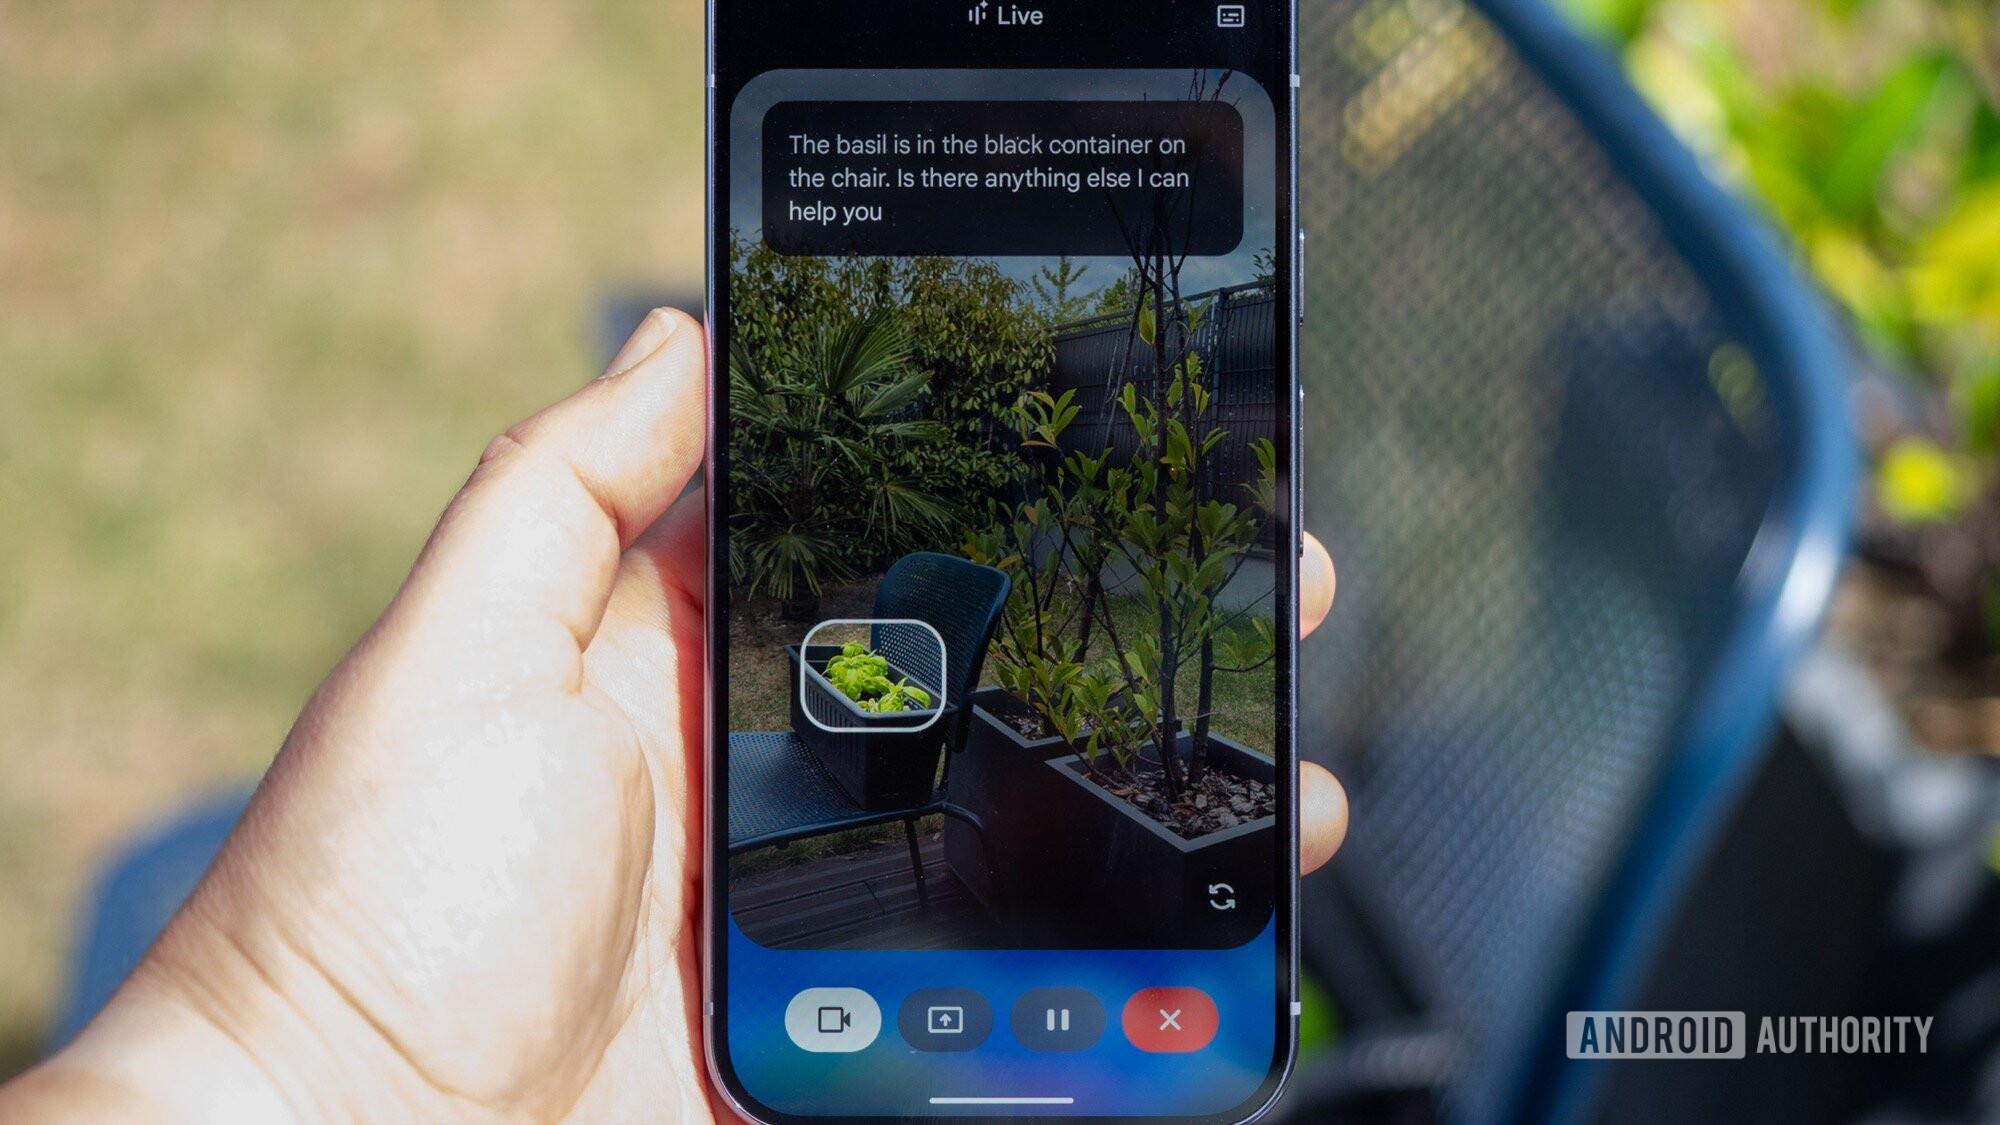 Live
The basil is in the black container on
the chair. Is there anything else I can
help you
ANDROID AUTHORITY